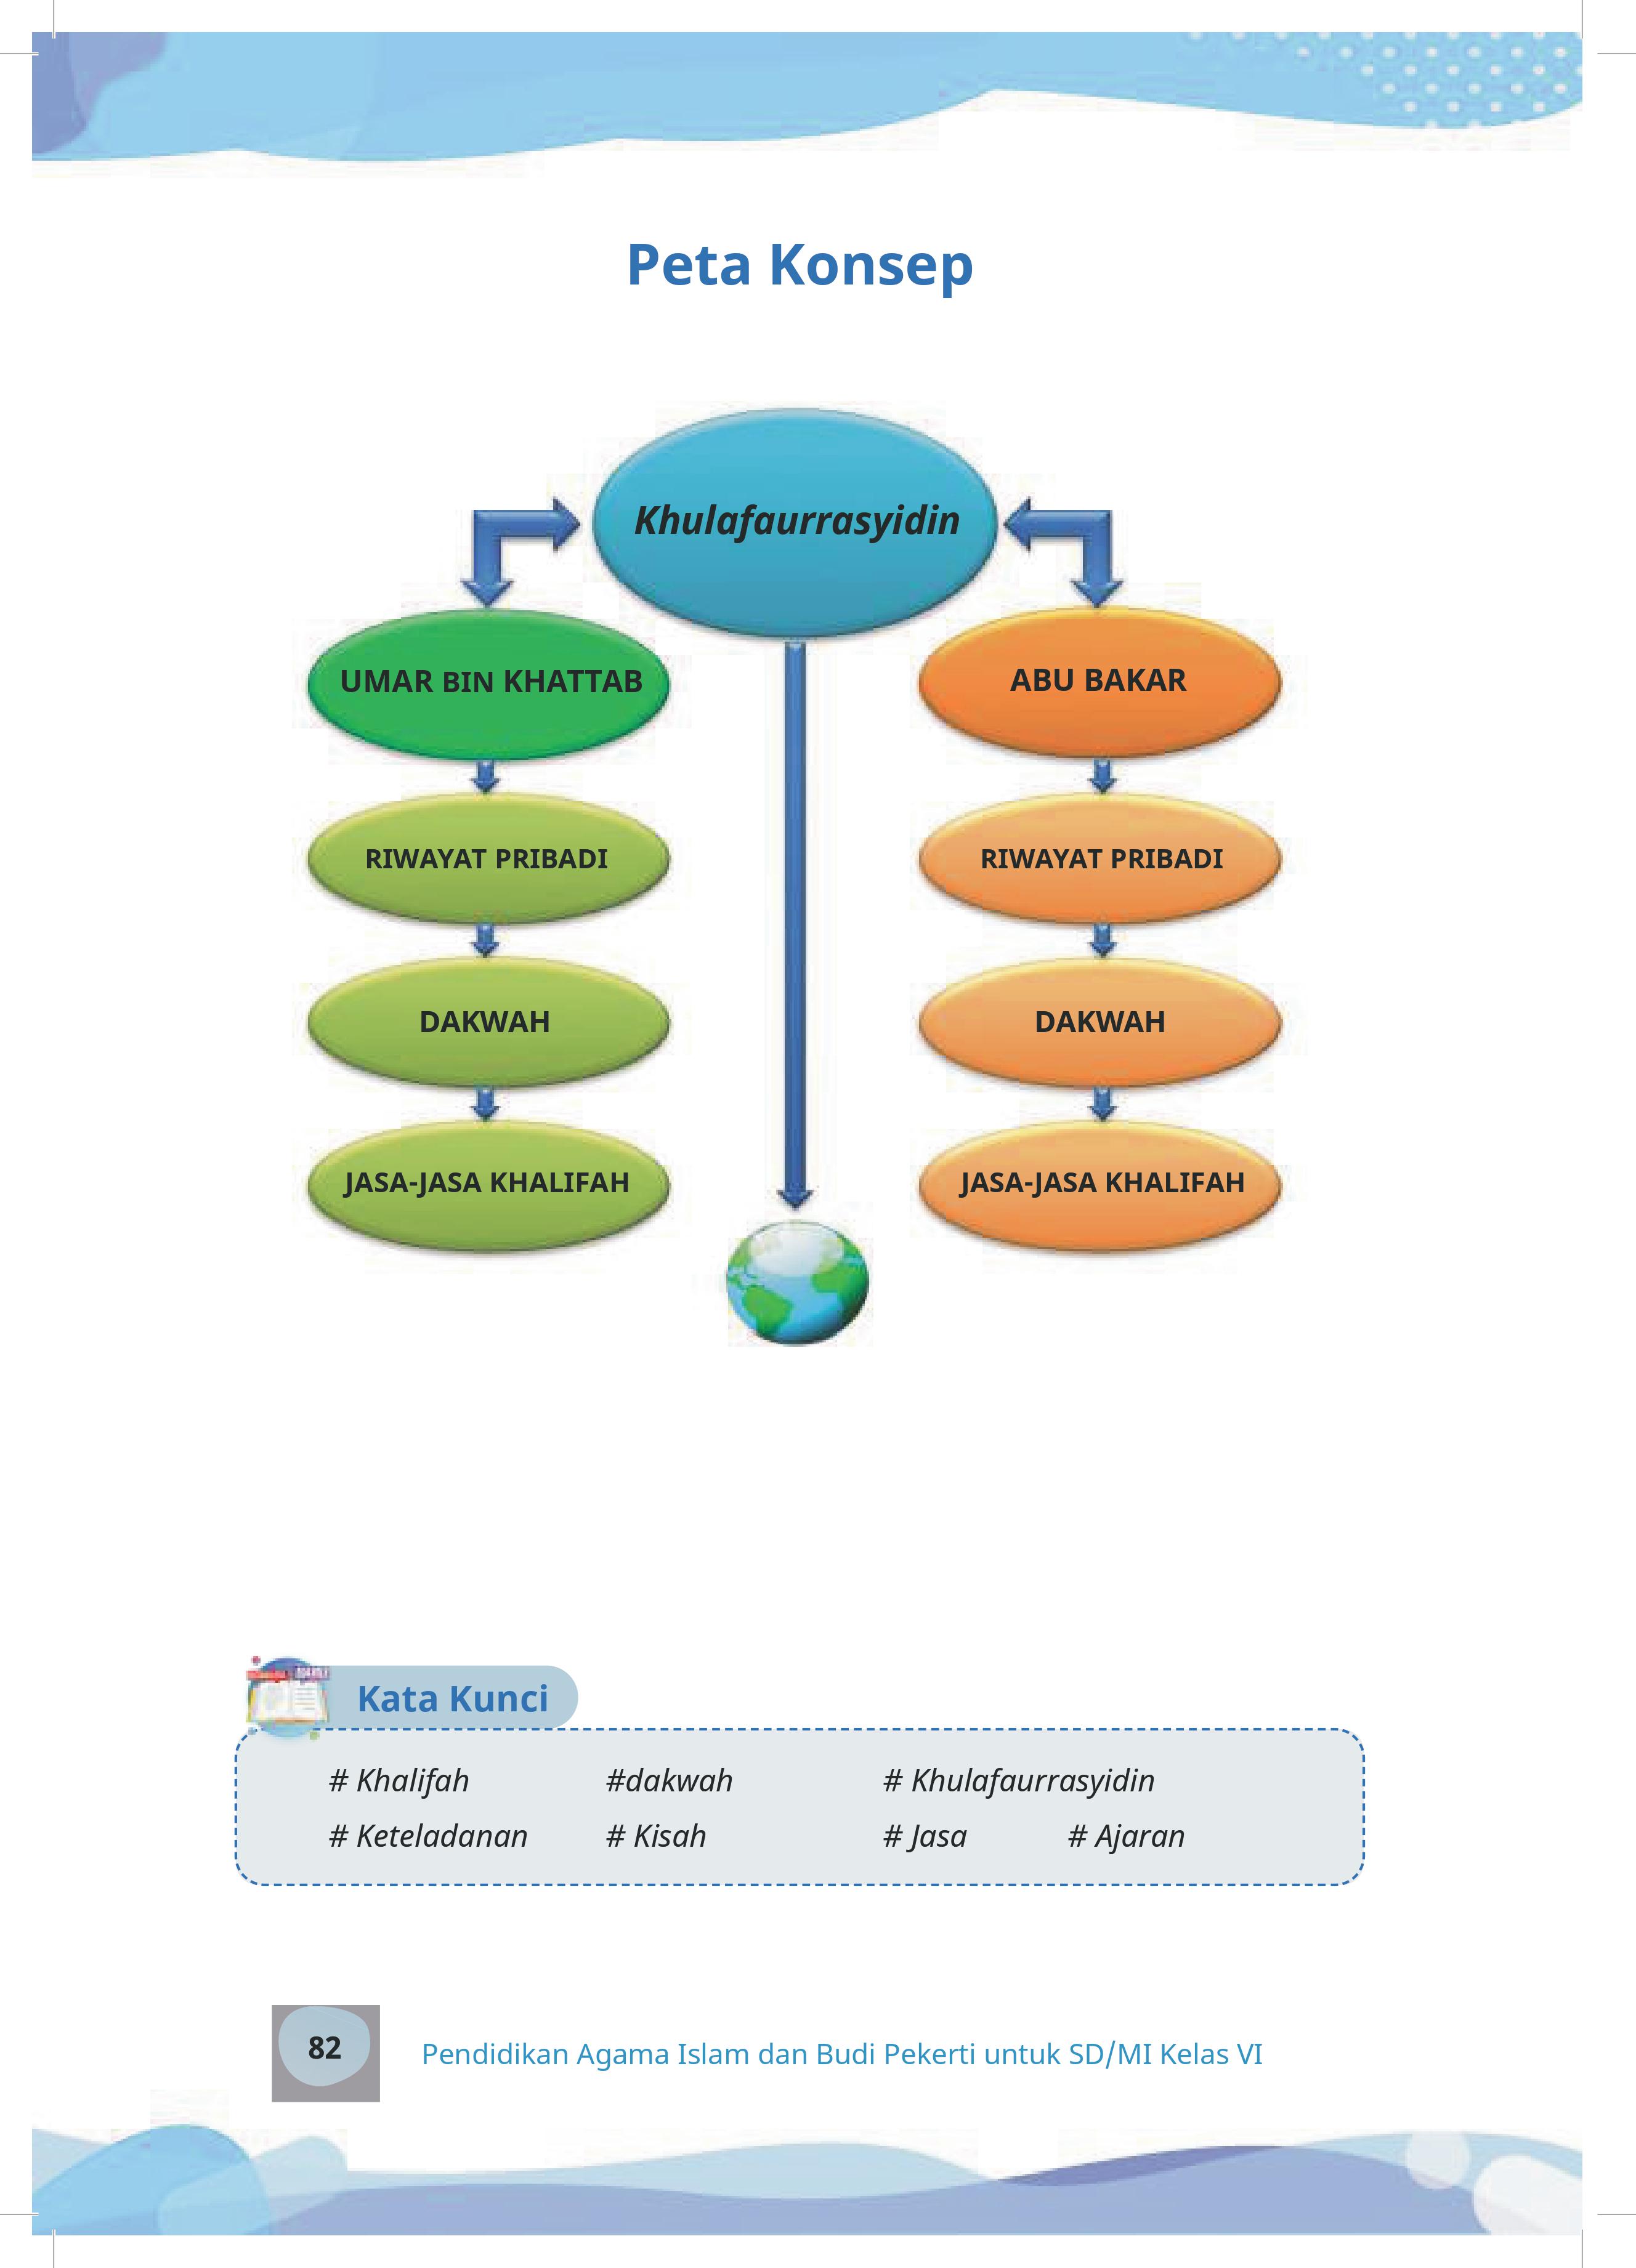 Peta Konsep
Khulafaurrasyidin
UMAR BIN KHATTAB
RIWAYAT PRIBADI
DAKWAH
JASA-JASA KHALIFAH
ABU BAKAR
RIWAYAT PRIBADI
DAKWAH
JASA-JASA KHALIFAH
Kata Kunci
# Khalifah #dakwah # Khulafaurrasyidin
# Keteladanan # Kisah # Jasa # Ajaran
82 Pendidikan Agama Islam dan Budi Pekerti untuk SD/MI Kelas VI